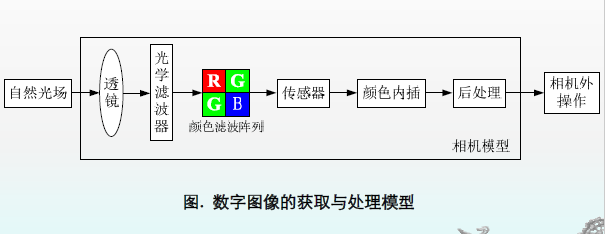 自然光场
透镜
光学滤波器
R G
G B
颜色滤波阵列
传感器
颜色内插
后处理
相机外
操作
相机模型
图. 数字图像的获取与处理模型